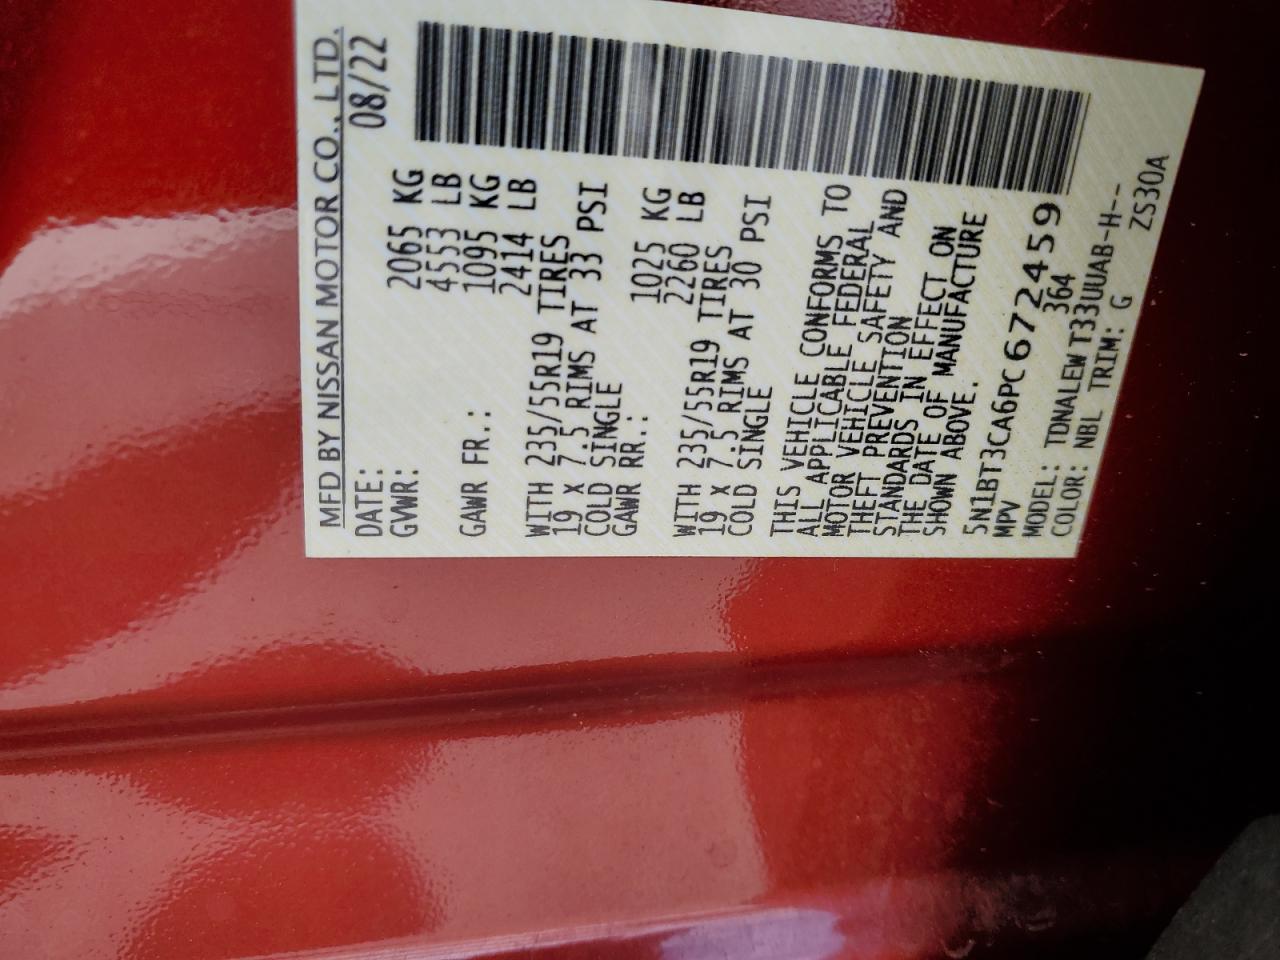 MFD BY NISSAN MOTOR CO., LTD.
DATE: 08/22
GVWR: 2065 KG
4553 LB
GAWR FR.: 1095 KG
2414 LB
WITH 235/55R19 TIRES
19 X 7.5 RIMS AT 33 PSI
COLD SINGLE
GAWR RR.: 1025 KG
2260 LB
WITH 235/55R19 TIRES
19 X 7.5 RIMS AT 30 PSI
COLD SINGLE
THIS VEHICLE CONFORMS TO
ALL APPLICABLE FEDERAL
MOTOR VEHICLE SAFETY AND
THEFT PREVENTION
STANDARDS IN EFFECT ON
THE DATE OF MANUFACTURE
SHOWN ABOVE.
5N1BT3CA6PC672459
MPV 364
MODEL: TDNALEWT33UUUAB-H--
COLOR: NBL TRIM: G ZS30A